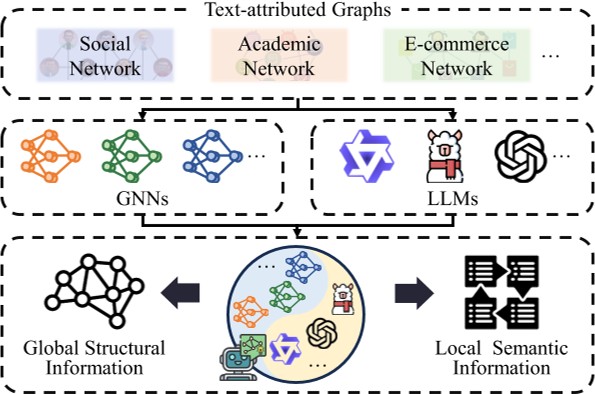 Text-attributed Graphs
Social
Network
Academic
Network
E-commerce
Network
...
...
GNNs
...
LLMs
...
...
Global Structural
Information
Local Semantic
Information